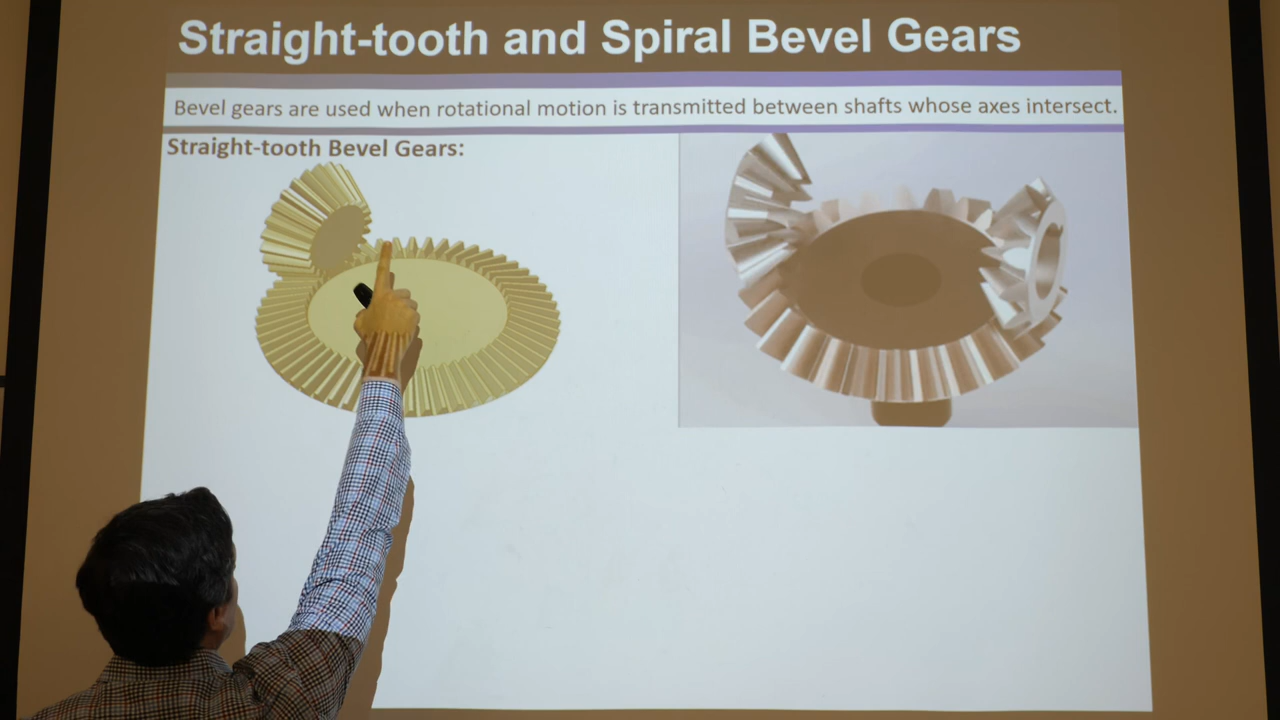 Straight-tooth and Spiral Bevel Gears
Bevel gears are used when rotational motion is transmitted between shafts whose axes intersect.
Straight-tooth Bevel Gears: